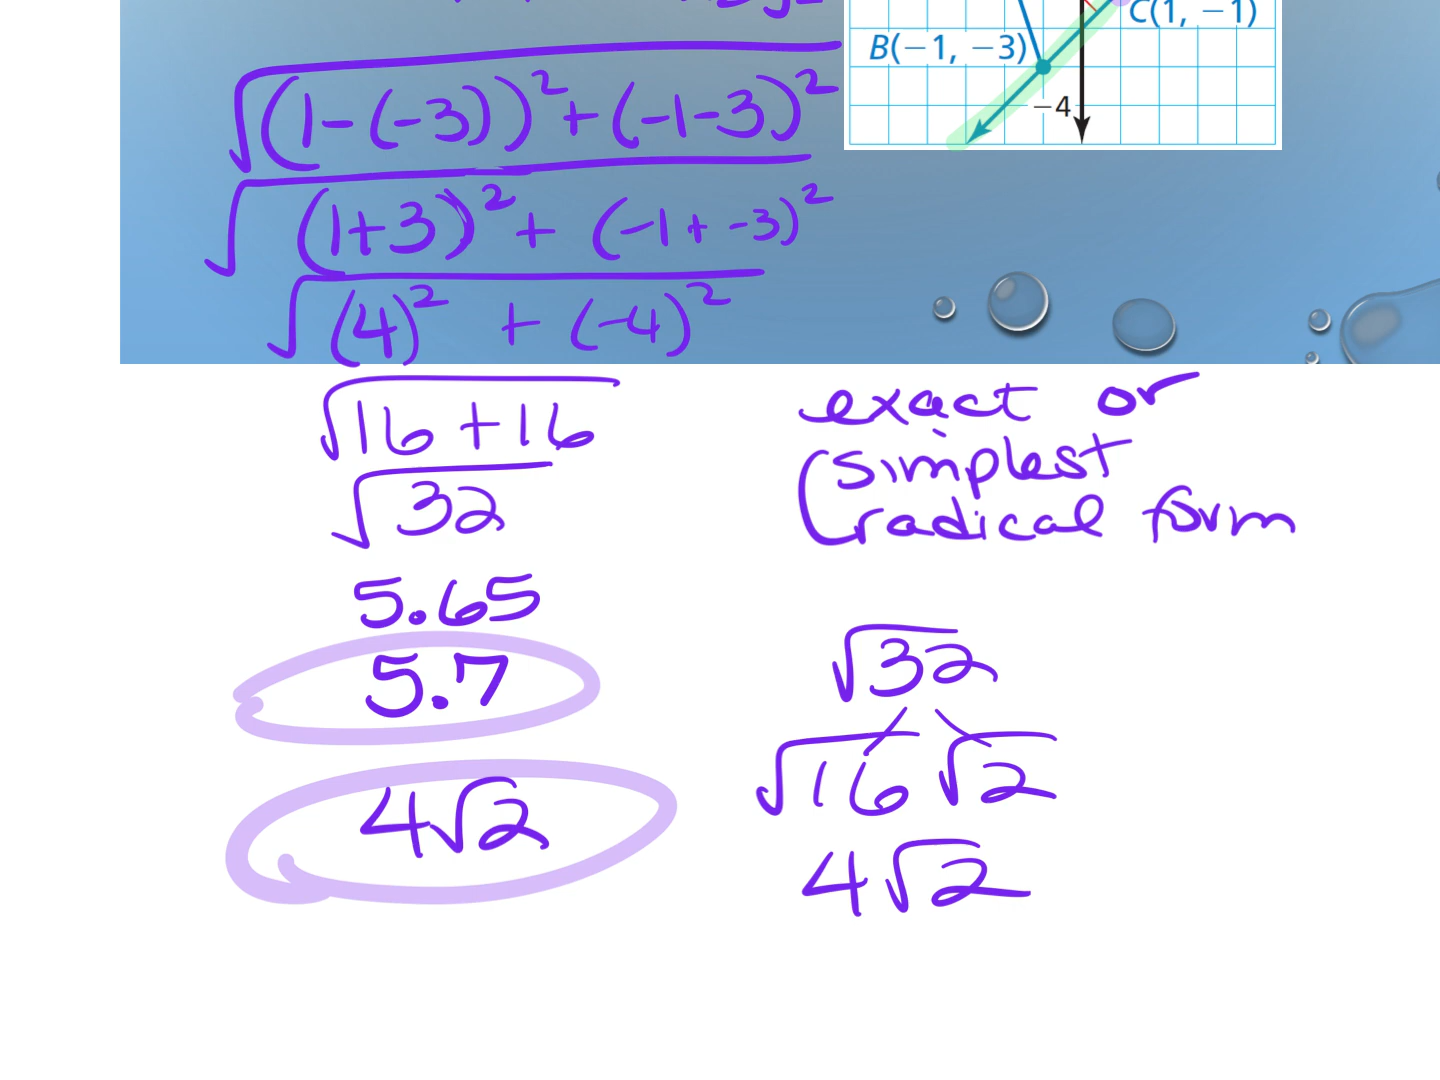 C(1, −1)
B(−1, −3)
−4
√(1-(-3))²+(-1-3)²
√(1+3)²+(-1+-3)²
√(4)²+(-4)²
√16+16
√32
5.65
5.7
4√2
exact or
(simplest
radical form
√32
√16 √2
4√2